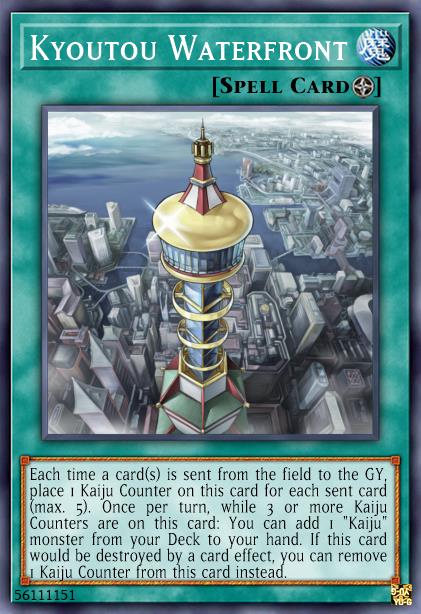 Kyoutou Waterfront
魔
[Spell Card]
Each time a card(s) is sent from the field to the GY,
place 1 Kaiju Counter on this card for each sent card
(max. 5). Once per turn, while 3 or more Kaiju
Counters are on this card: You can add 1 "Kaiju"
monster from your Deck to your hand. If this card
would be destroyed by a card effect, you can remove
1 Kaiju Counter from this card instead.
56111151